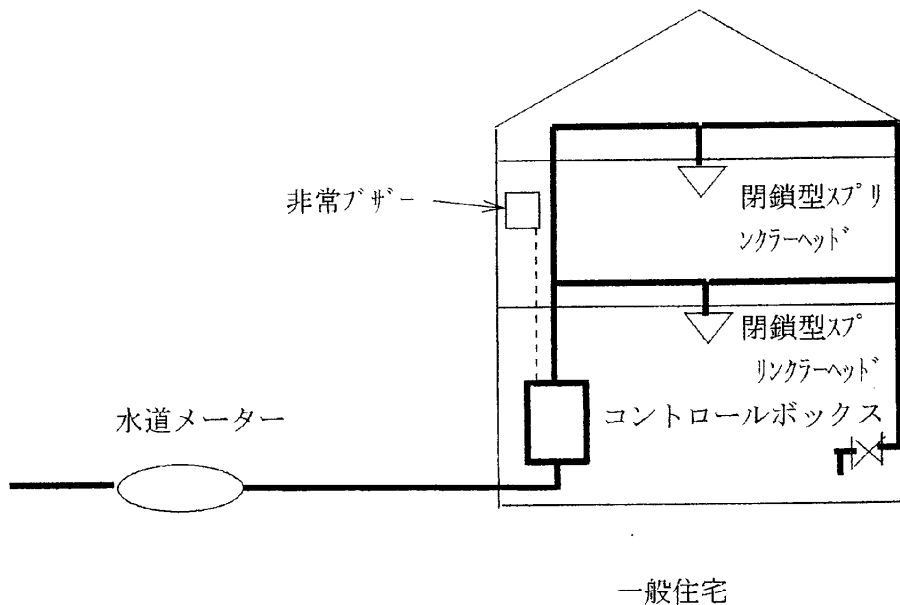 非常ブザー
閉鎖型スプリ
ンクラーヘッド
閉鎖型スプ
リンクラーヘッド
水道メーター
コントロールボックス
一般住宅